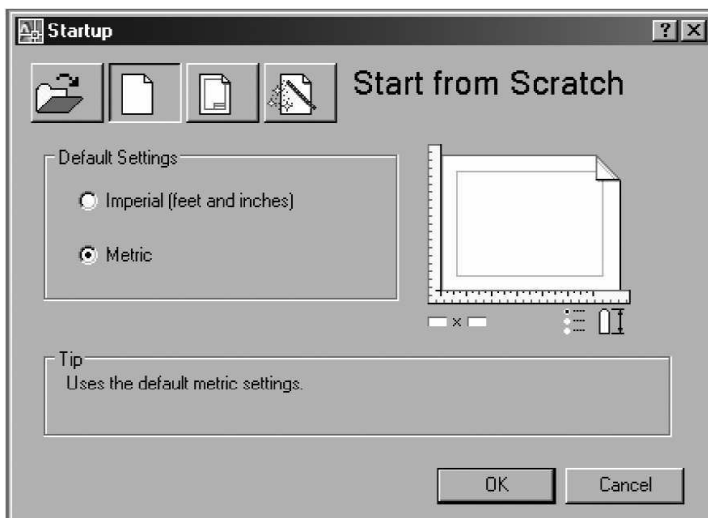 Startup
Start from Scratch
Default Settings
Imperial (feet and inches)
Metric
Tip
Uses the default metric settings.
OK
Cancel